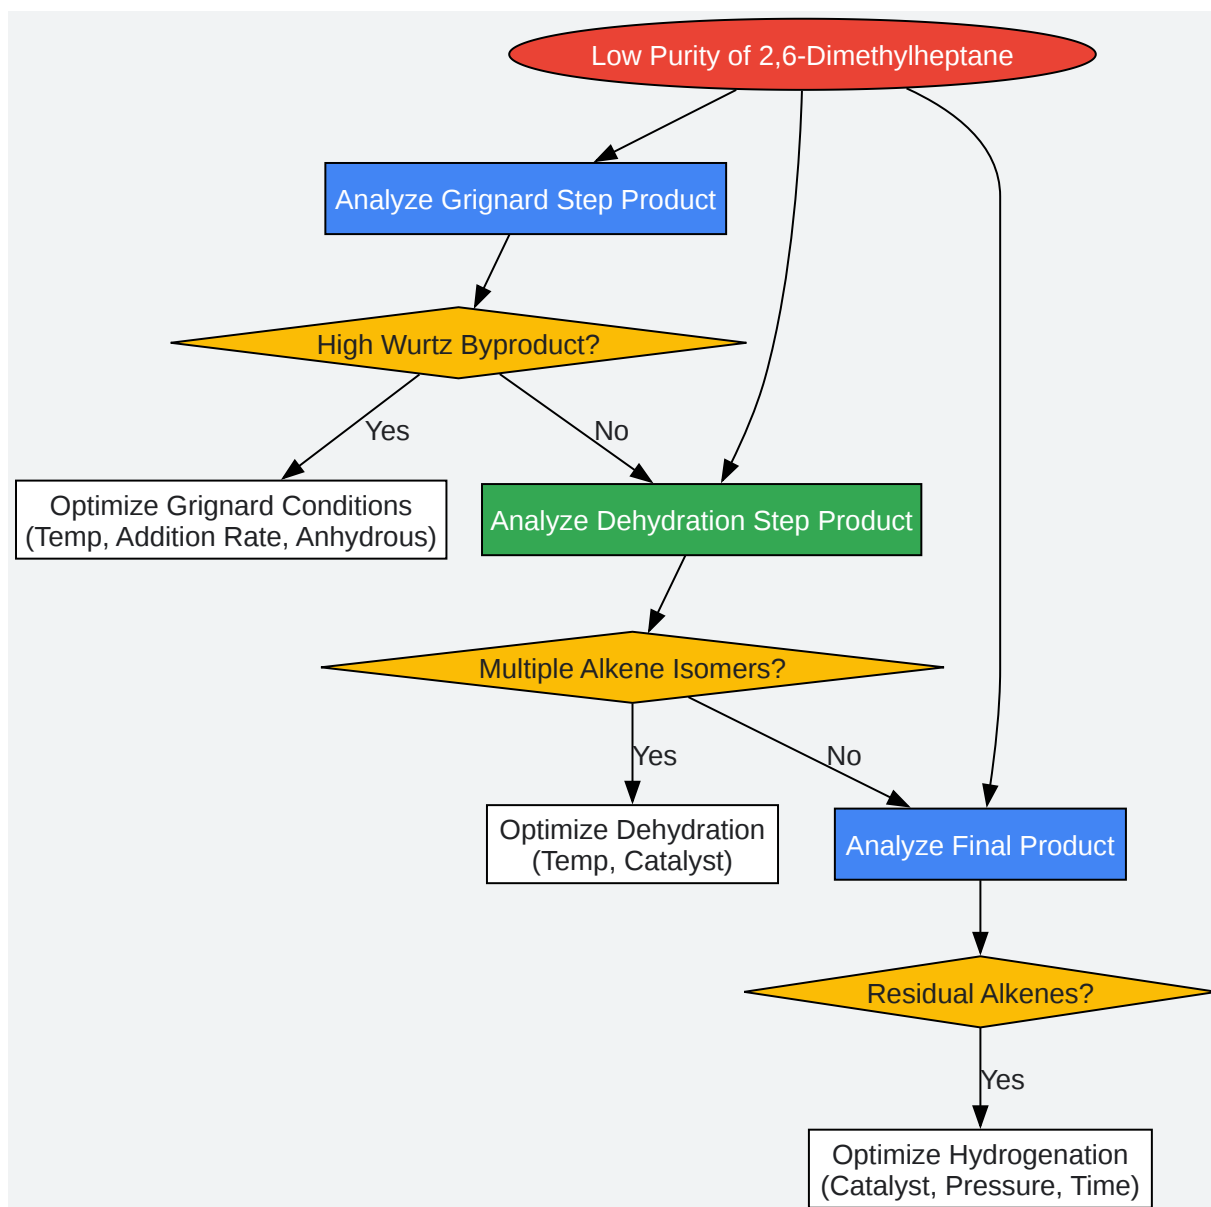 Low Purity of 2,6-Dimethylheptane
Analyze Grignard Step Product
High Wurtz Byproduct?
Yes
No
Optimize Grignard Conditions
(Temp, Addition Rate, Anhydrous)
Analyze Dehydration Step Product
Multiple Alkene Isomers?
Yes
No
Optimize Dehydration
(Temp, Catalyst)
Analyze Final Product
Residual Alkenes?
Yes
Optimize Hydrogenation
(Catalyst, Pressure, Time)